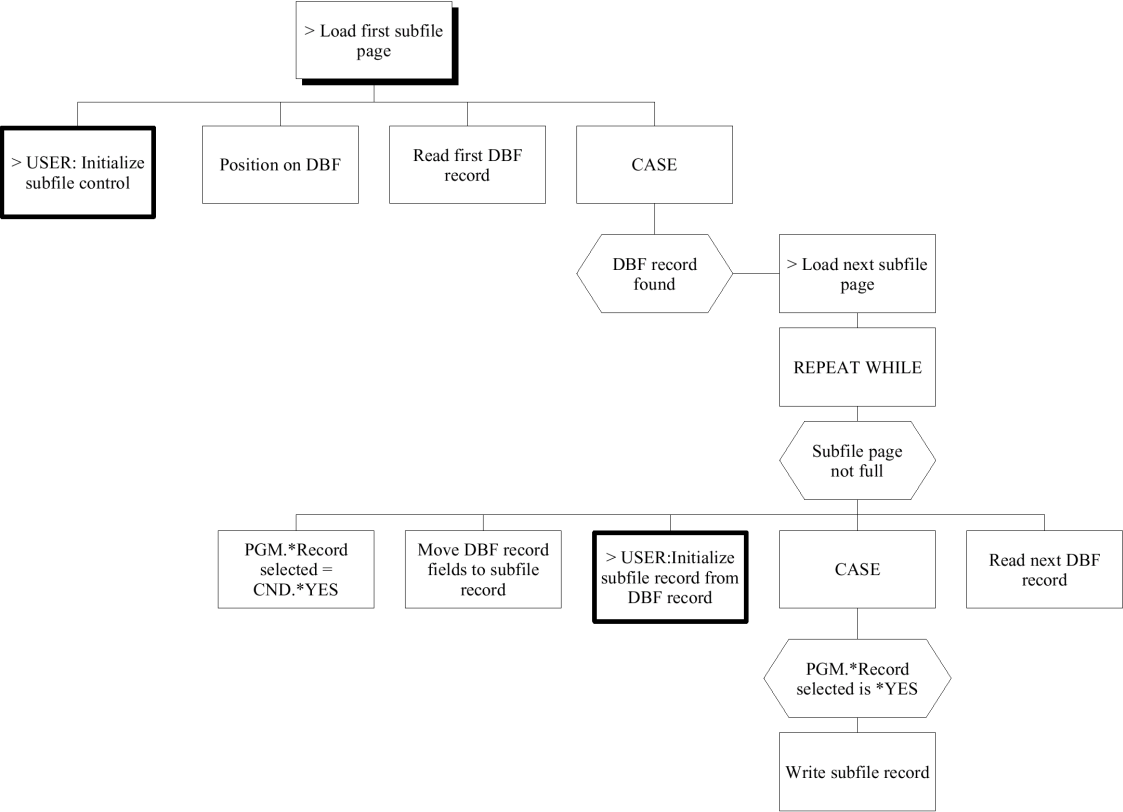 > Load first subfile
page
> USER: Initialize
subfile control
Position on DBF
Read first DBF
record
CASE
DBF record
found
> Load next subfile
page
REPEAT WHILE
Subfile page
not full
PGM.*Record
selected =
CND.*YES
Move DBF record
fields to subfile
record
> USER:Initialize
subfile record from
DBF record
CASE
Read next DBF
record
PGM.*Record
selected is *YES
Write subfile record